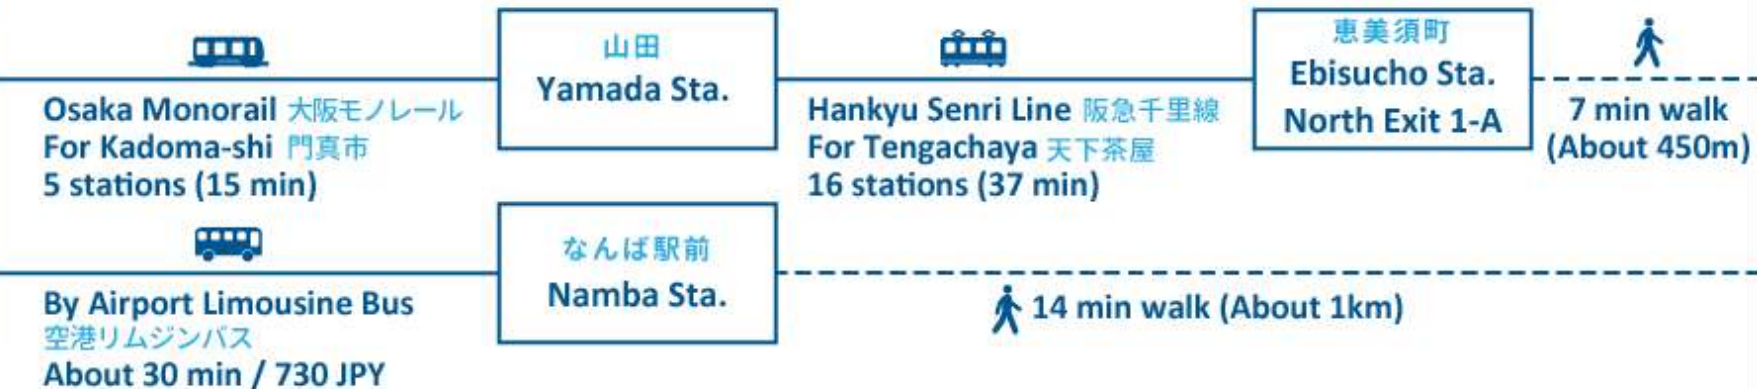 Osaka Monorail 大阪モノレール
For Kadoma-shi 門真市
5 stations (15 min)
山田
Yamada Sta.
Hankyu Senri Line 阪急千里線
For Tengachaya 天下茶屋
16 stations (37 min)
恵美須町
Ebisucho Sta.
North Exit 1-A
7 min walk
(About 450m)
By Airport Limousine Bus
空港リムジンバス
About 30 min / 730 JPY
なんば駅前
Namba Sta.
14 min walk (About 1km)